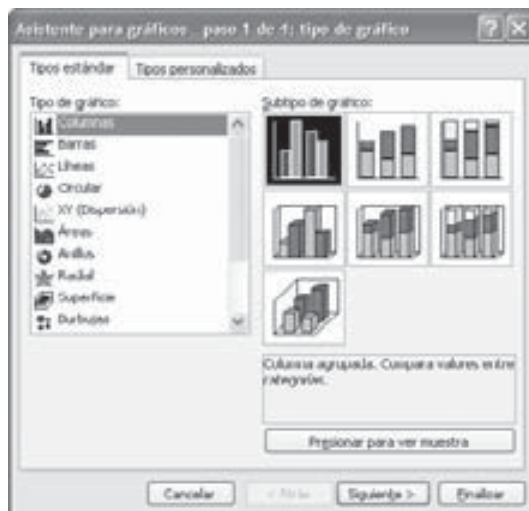 Asistente para gráficos - paso 1 de 4: tipo de gráfico
Tipos estándar
Tipos personalizados
Tipo de gráfico:
Columnas
Barras
Líneas
Circular
XY (Dispersión)
Áreas
Anillos
Radial
Superficie
Burbujas
Subtipo de gráfico:
Columna agrupada. Compara valores entre
categorías.
Presionar para ver muestra
Cancelar
< Atrás
Siguiente >
Finalizar